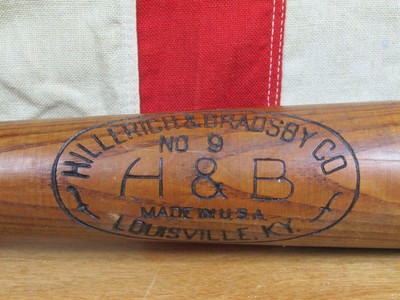 HILLERICH & BRADSBY CO
NO 9
H & B
MADE IN U.S.A.
LOUISVILLE, KY.